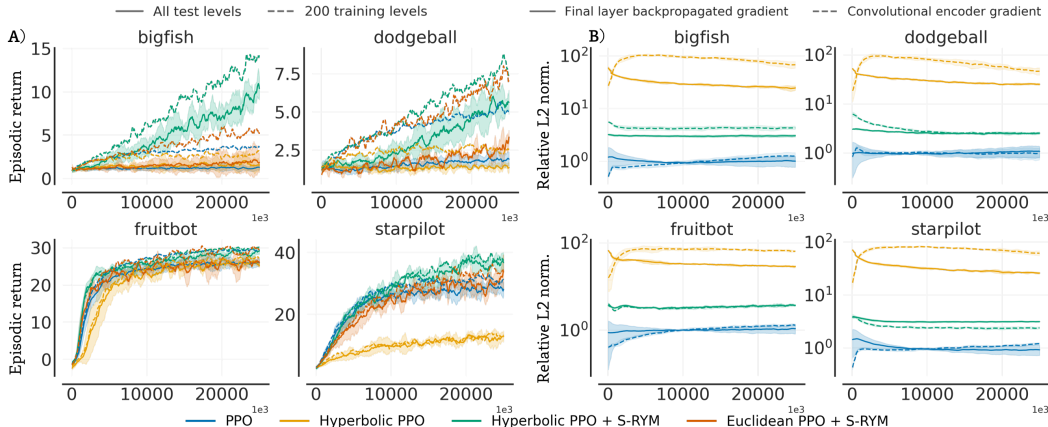 All test levels 200 training levels Final layer backpropagated gradient Convolutional encoder gradient
A) bigfish dodgeball B) bigfish dodgeball
Episodic return
15
10
5
0
0 10000 20000
1e3
7.5
5.0
2.5
0 10000 20000
1e3
Relative L2 norm.
10²
10¹
10⁰
0 10000 20000
1e3
10²
10¹
10⁰
0 10000 20000
1e3
fruitbot starpilot fruitbot starpilot
Episodic return
30
20
10
0
0 10000 20000
1e3
40
20
0 10000 20000
1e3
Relative L2 norm.
10²
10¹
10⁰
0 10000 20000
1e3
10²
10¹
10⁰
0 10000 20000
1e3
PPO Hyperbolic PPO Hyperbolic PPO + S-RYM Euclidean PPO + S-RYM